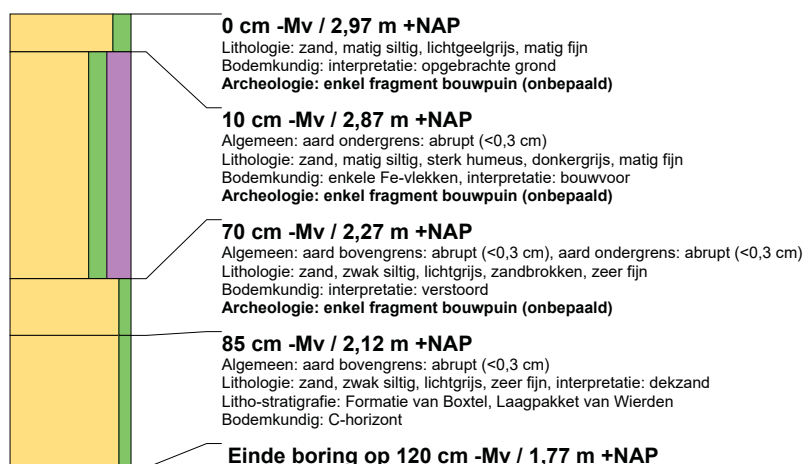 0 cm -Mv / 2,97 m +NAP
Lithologie: zand, matig siltig, lichtgeelgrijs, matig fijn
Bodemkundig: interpretatie: opgebrachte grond
Archeologie: enkel fragment bouwpuin (onbepaald)
10 cm -Mv / 2,87 m +NAP
Algemeen: aard ondergrens: abrupt (<0,3 cm)
Lithologie: zand, matig siltig, sterk humeus, donkergrijs, matig fijn
Bodemkundig: enkele Fe-vlekken, interpretatie: bouwvoor
Archeologie: enkel fragment bouwpuin (onbepaald)
70 cm -Mv / 2,27 m +NAP
Algemeen: aard bovengrens: abrupt (<0,3 cm), aard ondergrens: abrupt (<0,3 cm)
Lithologie: zand, zwak siltig, lichtgrijs, zandbrokken, zeer fijn
Bodemkundig: interpretatie: verstoord
Archeologie: enkel fragment bouwpuin (onbepaald)
85 cm -Mv / 2,12 m +NAP
Algemeen: aard bovengrens: abrupt (<0,3 cm)
Lithologie: zand, zwak siltig, lichtgrijs, zeer fijn, interpretatie: dekzand
Litho-stratigrafie: Formatie van Boxtel, Laagpakket van Wierden
Bodemkundig: C-horizont
Einde boring op 120 cm -Mv / 1,77 m +NAP